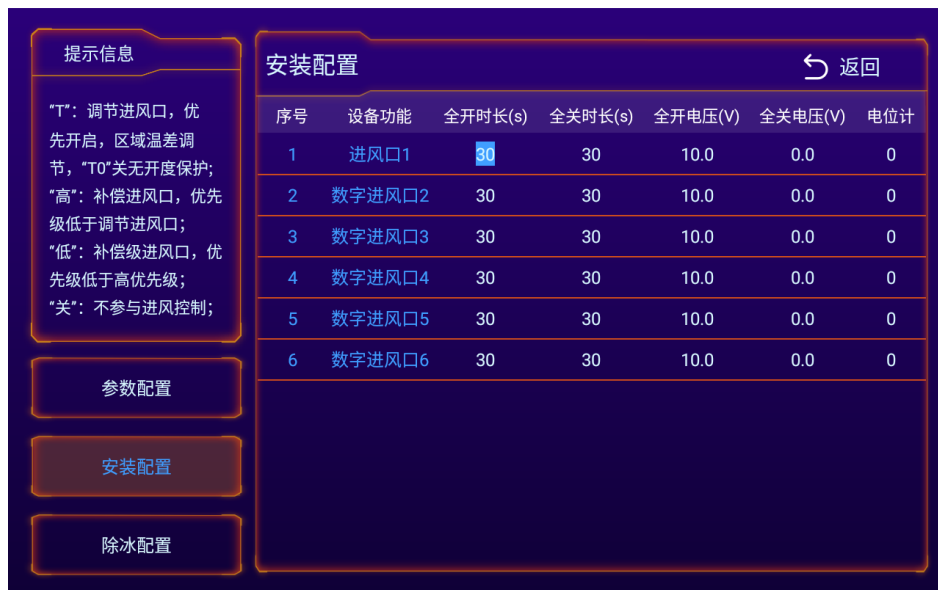 提示信息
“T”：调节进风口，优
先开启，区域温差调
节，“T0”关无开度保护;
“高”：补偿进风口，优先
级低于调节进风口；
“低”：补偿级进风口，优
先级低于高优先级；
“关”：不参与进风控制；
参数配置
安装配置
除冰配置
安装配置 返回
序号 设备功能 全开时长(s) 全关时长(s) 全开电压(V) 全关电压(V) 电位计
1 进风口1 30 30 10.0 0.0 0
2 数字进风口2 30 30 10.0 0.0 0
3 数字进风口3 30 30 10.0 0.0 0
4 数字进风口4 30 30 10.0 0.0 0
5 数字进风口5 30 30 10.0 0.0 0
6 数字进风口6 30 30 10.0 0.0 0